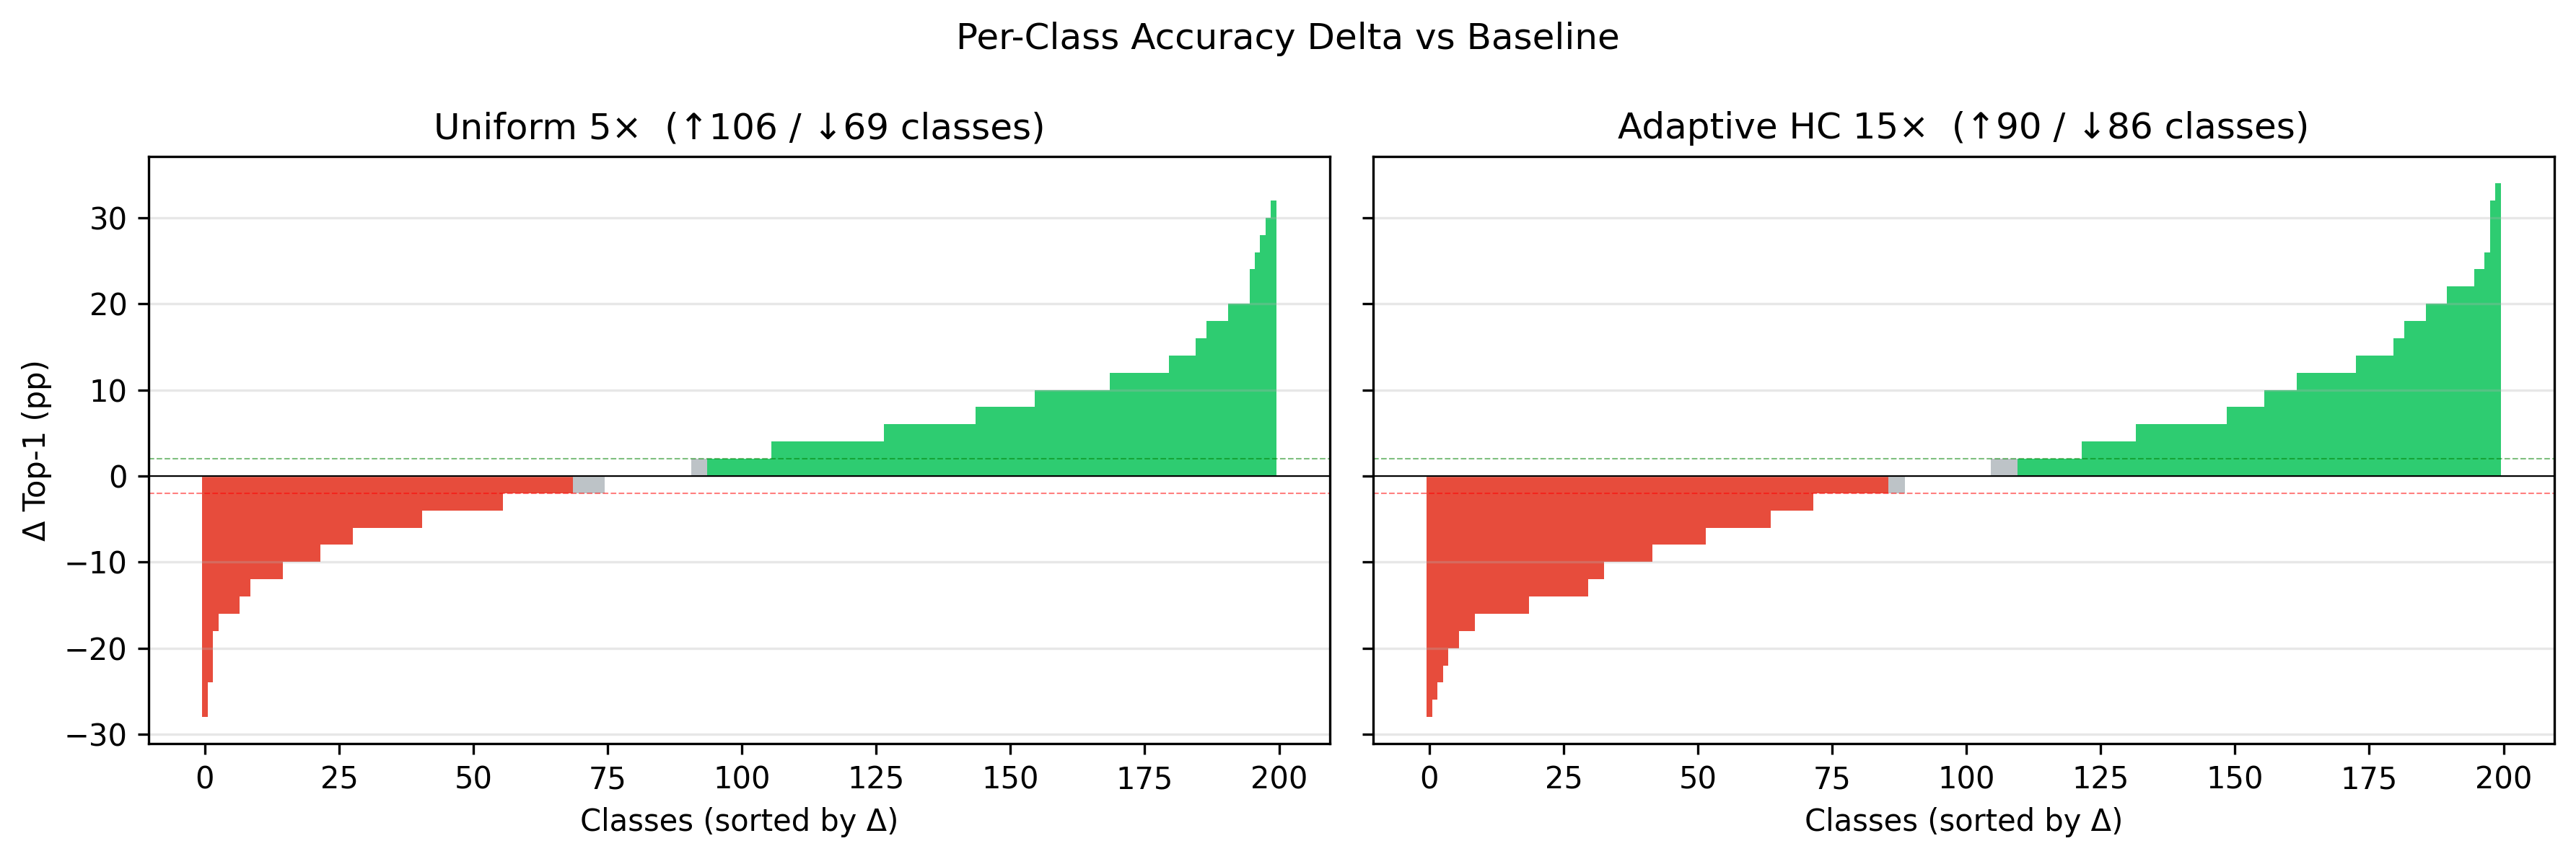 Per-Class Accuracy Delta vs Baseline
Uniform 5×  (↑106 / ↓69 classes)
Adaptive HC 15×  (↑90 / ↓86 classes)
Δ Top-1 (pp)
30
20
10
0
−10
−20
−30
0 25 50 75 100 125 150 175 200
0 25 50 75 100 125 150 175 200
Classes (sorted by Δ)
Classes (sorted by Δ)